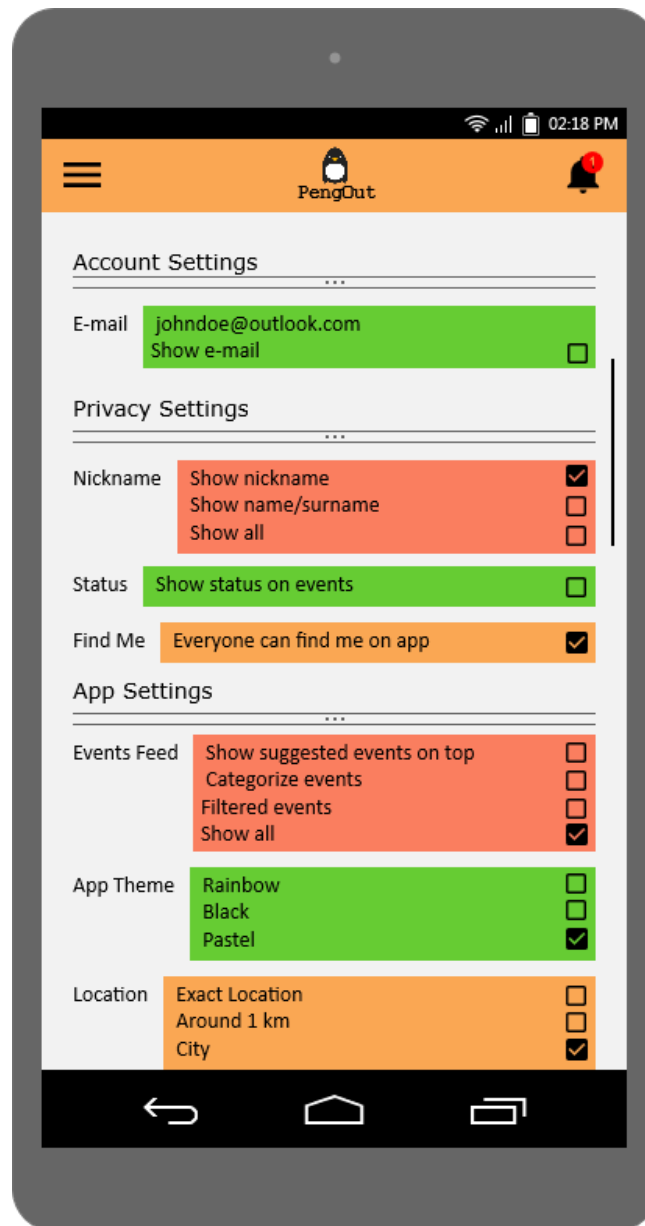 02:18 PM
1
PengOut
Account Settings
E-mail johndoe@outlook.com
Show e-mail
Privacy Settings
Nickname Show nickname
Show name/surname
Show all
Status Show status on events
Find Me Everyone can find me on app
App Settings
Events Feed Show suggested events on top
Categorize events
Filtered events
Show all
App Theme Rainbow
Black
Pastel
Location Exact Location
Around 1 km
City